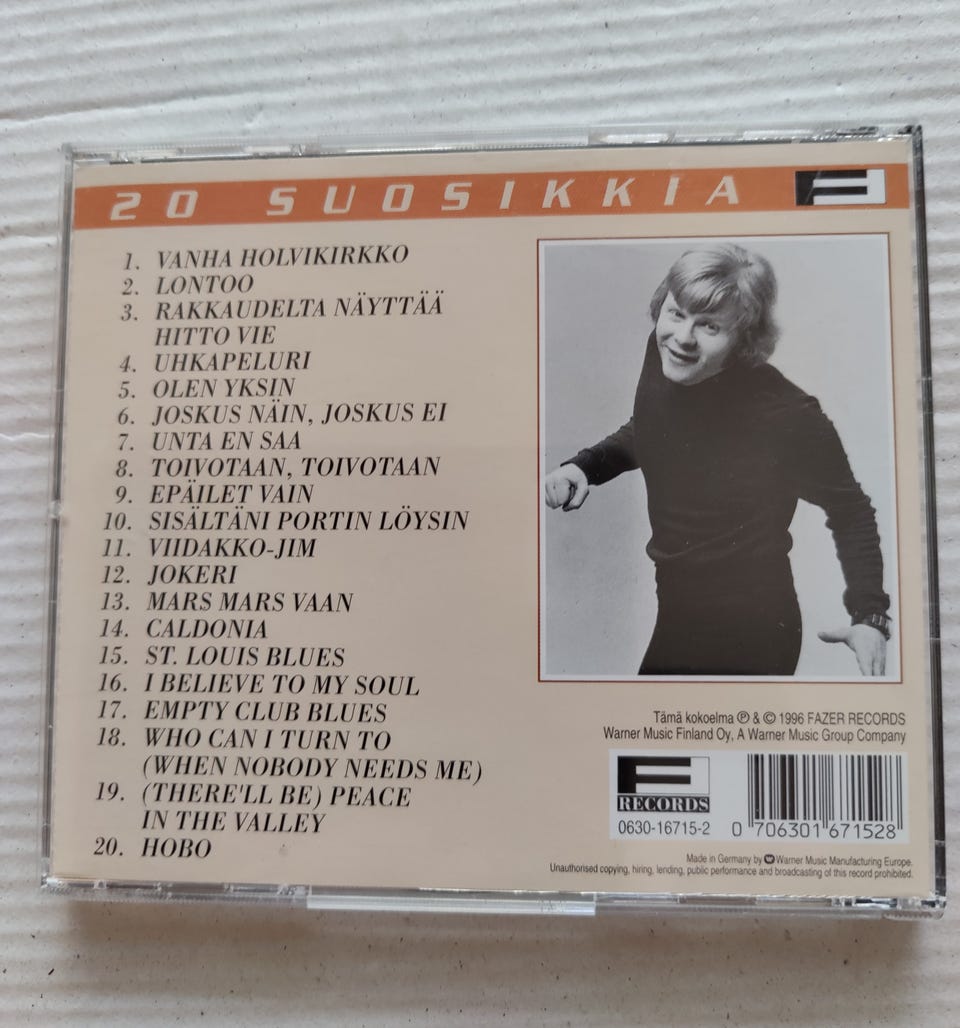 20 SUOSIKKIA F
1. VANHA HOLVIKIRKKO
2. LONTOO
3. RAKKAUDELTA NÄYTTÄÄ
HITTO VIE
4. UHKAPELURI
5. OLEN YKSIN
6. JOSKUS NÄIN, JOSKUS EI
7. UNTA EN SAA
8. TOIVOTAAN, TOIVOTAAN
9. EPÄILET VAIN
10. SISÄLTÄNI PORTIN LÖYSIN
11. VIIDAKKO-JIM
12. JOKERI
13. MARS MARS VAAN
14. CALDONIA
15. ST. LOUIS BLUES
16. I BELIEVE TO MY SOUL
17. EMPTY CLUB BLUES
18. WHO CAN I TURN TO
(WHEN NOBODY NEEDS ME)
19. (THERE'LL BE) PEACE
IN THE VALLEY
20. HOBO
Tämä kokoelma ℗ & © 1996 FAZER RECORDS
Warner Music Finland Oy, A Warner Music Group Company
F
RECORDS
0630-16715-2
0 706301 671528
Made in Germany by Warner Music Manufacturing Europe.
Unauthorised copying, hiring, lending, public performance and broadcasting of this record prohibited.